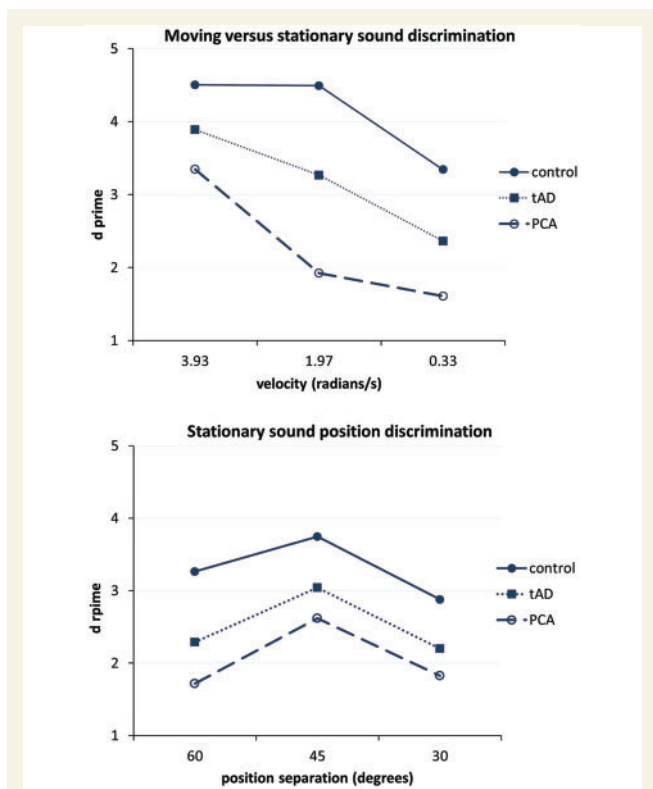 Moving versus stationary sound discrimination
5
4
3
2
1
d prime
3.93 1.97 0.33
velocity (radians/s)
control
tAD
PCA
Stationary sound position discrimination
5
4
3
2
1
d rpime
60 45 30
position separation (degrees)
control
tAD
PCA